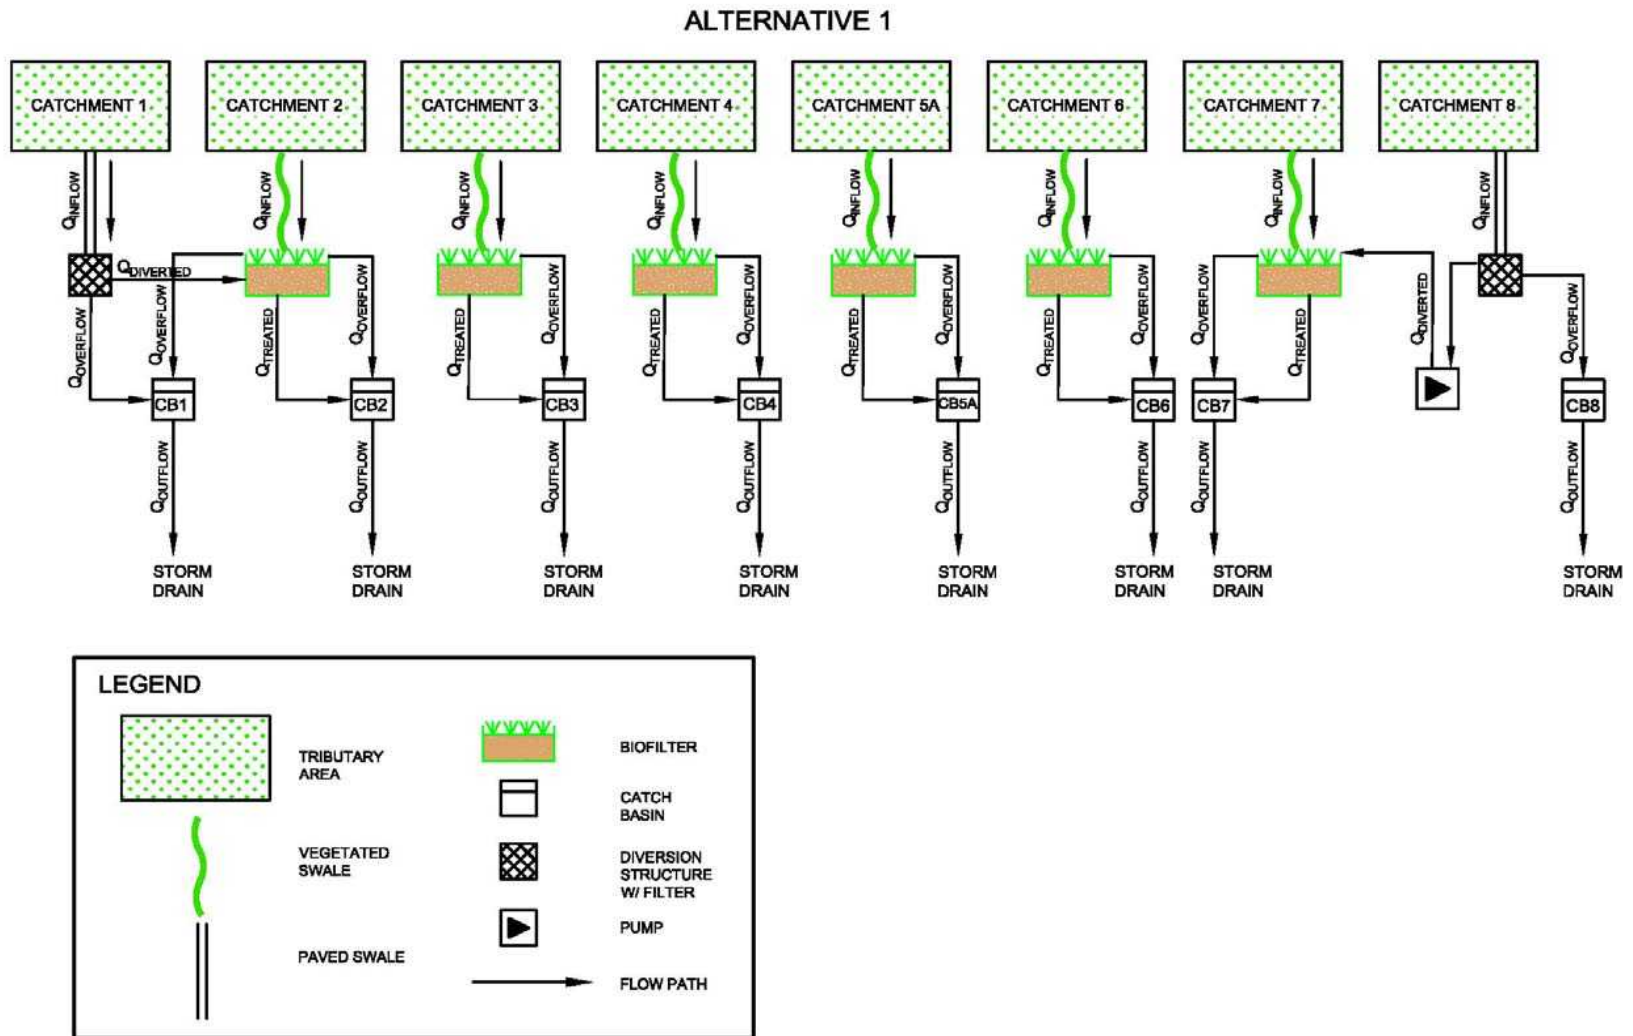 ALTERNATIVE 1
CATCHMENT 1
CATCHMENT 2
CATCHMENT 3
CATCHMENT 4
CATCHMENT 5A
CATCHMENT 6
CATCHMENT 7
CATCHMENT 8
QINFLOW
QINFLOW
QINFLOW
QINFLOW
QINFLOW
QINFLOW
QINFLOW
QINFLOW
QDIVERTED
QOVERFLOW
QOVERFLOW
QTREATED
QOVERFLOW
QTREATED
QOVERFLOW
QTREATED
QOVERFLOW
QTREATED
QOVERFLOW
QTREATED
QOVERFLOW
QOVERFLOW
QTREATED
QDIVERTED
QOVERFLOW
CB1
CB2
CB3
CB4
CB5A
CB6
CB7
CB8
QOUTFLOW
QOUTFLOW
QOUTFLOW
QOUTFLOW
QOUTFLOW
QOUTFLOW
QOUTFLOW
QOUTFLOW
STORM
DRAIN
STORM
DRAIN
STORM
DRAIN
STORM
DRAIN
STORM
DRAIN
STORM
DRAIN
STORM
DRAIN
STORM
DRAIN
LEGEND
TRIBUTARY
AREA
VEGETATED
SWALE
PAVED SWALE
BIOFILTER
CATCH
BASIN
DIVERSION
STRUCTURE
W/ FILTER
PUMP
FLOW PATH